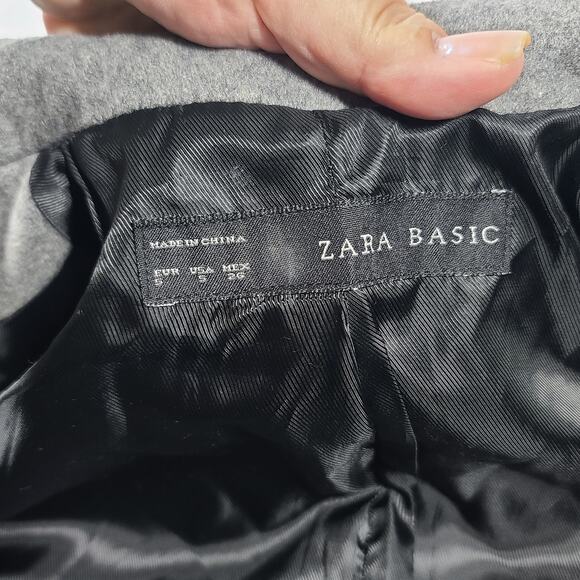 MADE IN CHINA
EUR USA MEX
S S 26
ZARA BASIC